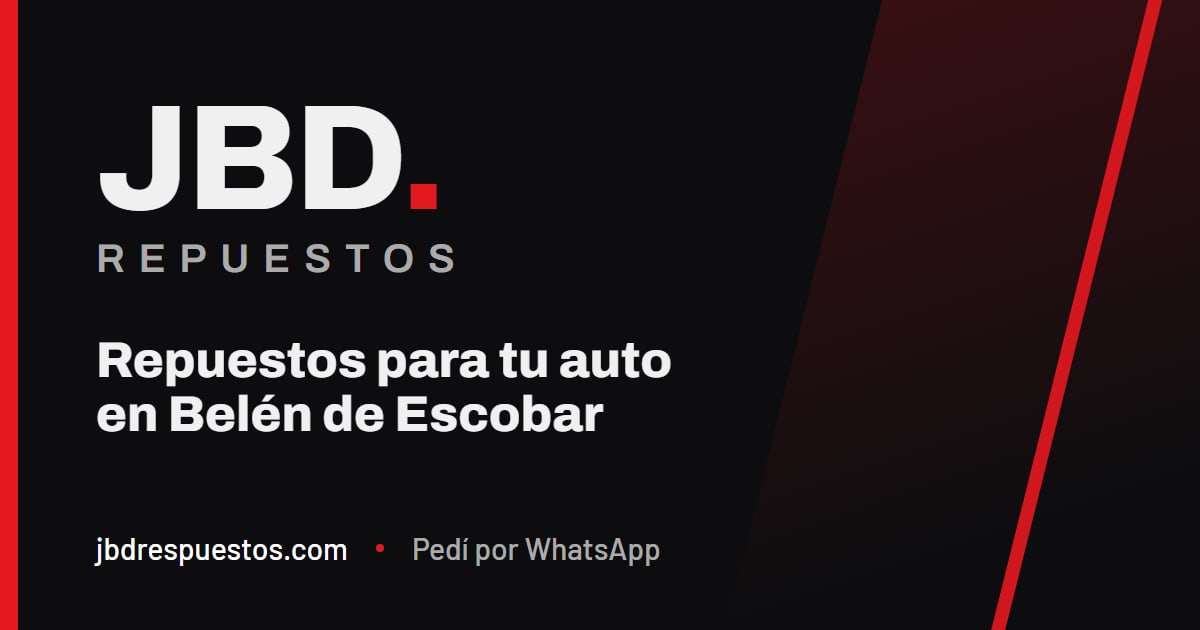 JBD.
REPUESTOS
Repuestos para tu auto
en Belén de Escobar
jbdrespuestos.com • Pedí por WhatsApp